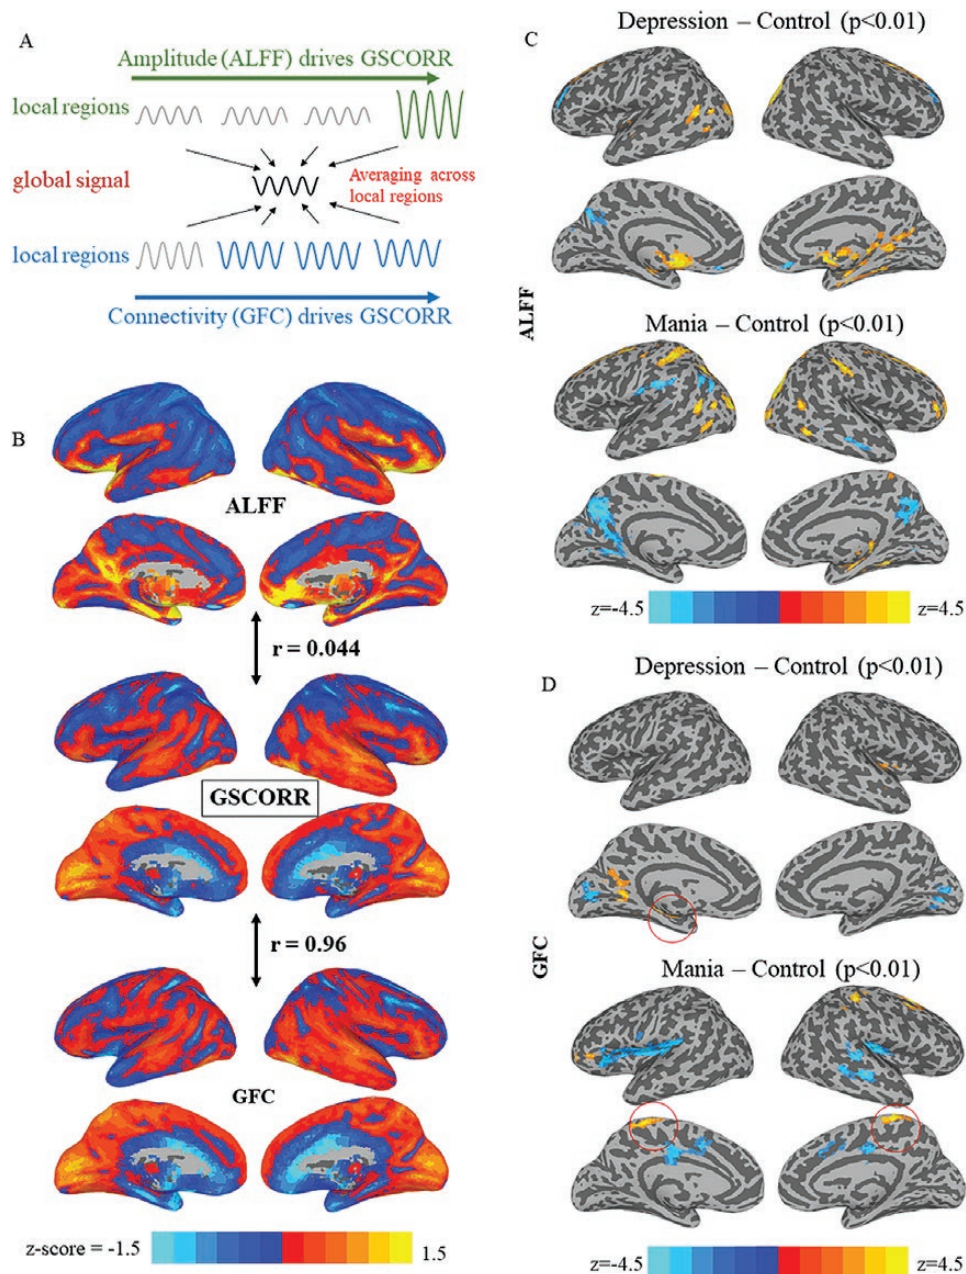 A
Amplitude (ALFF) drives GSCORR
local regions
global signal
Averaging across
local regions
local regions
Connectivity (GFC) drives GSCORR
B
ALFF
r = 0.044
GSCORR
r = 0.96
GFC
z-score = -1.5
1.5
C
Depression – Control (p<0.01)
ALFF
Mania – Control (p<0.01)
z=-4.5
z=4.5
D
Depression – Control (p<0.01)
GFC
Mania – Control (p<0.01)
z=-4.5
z=4.5